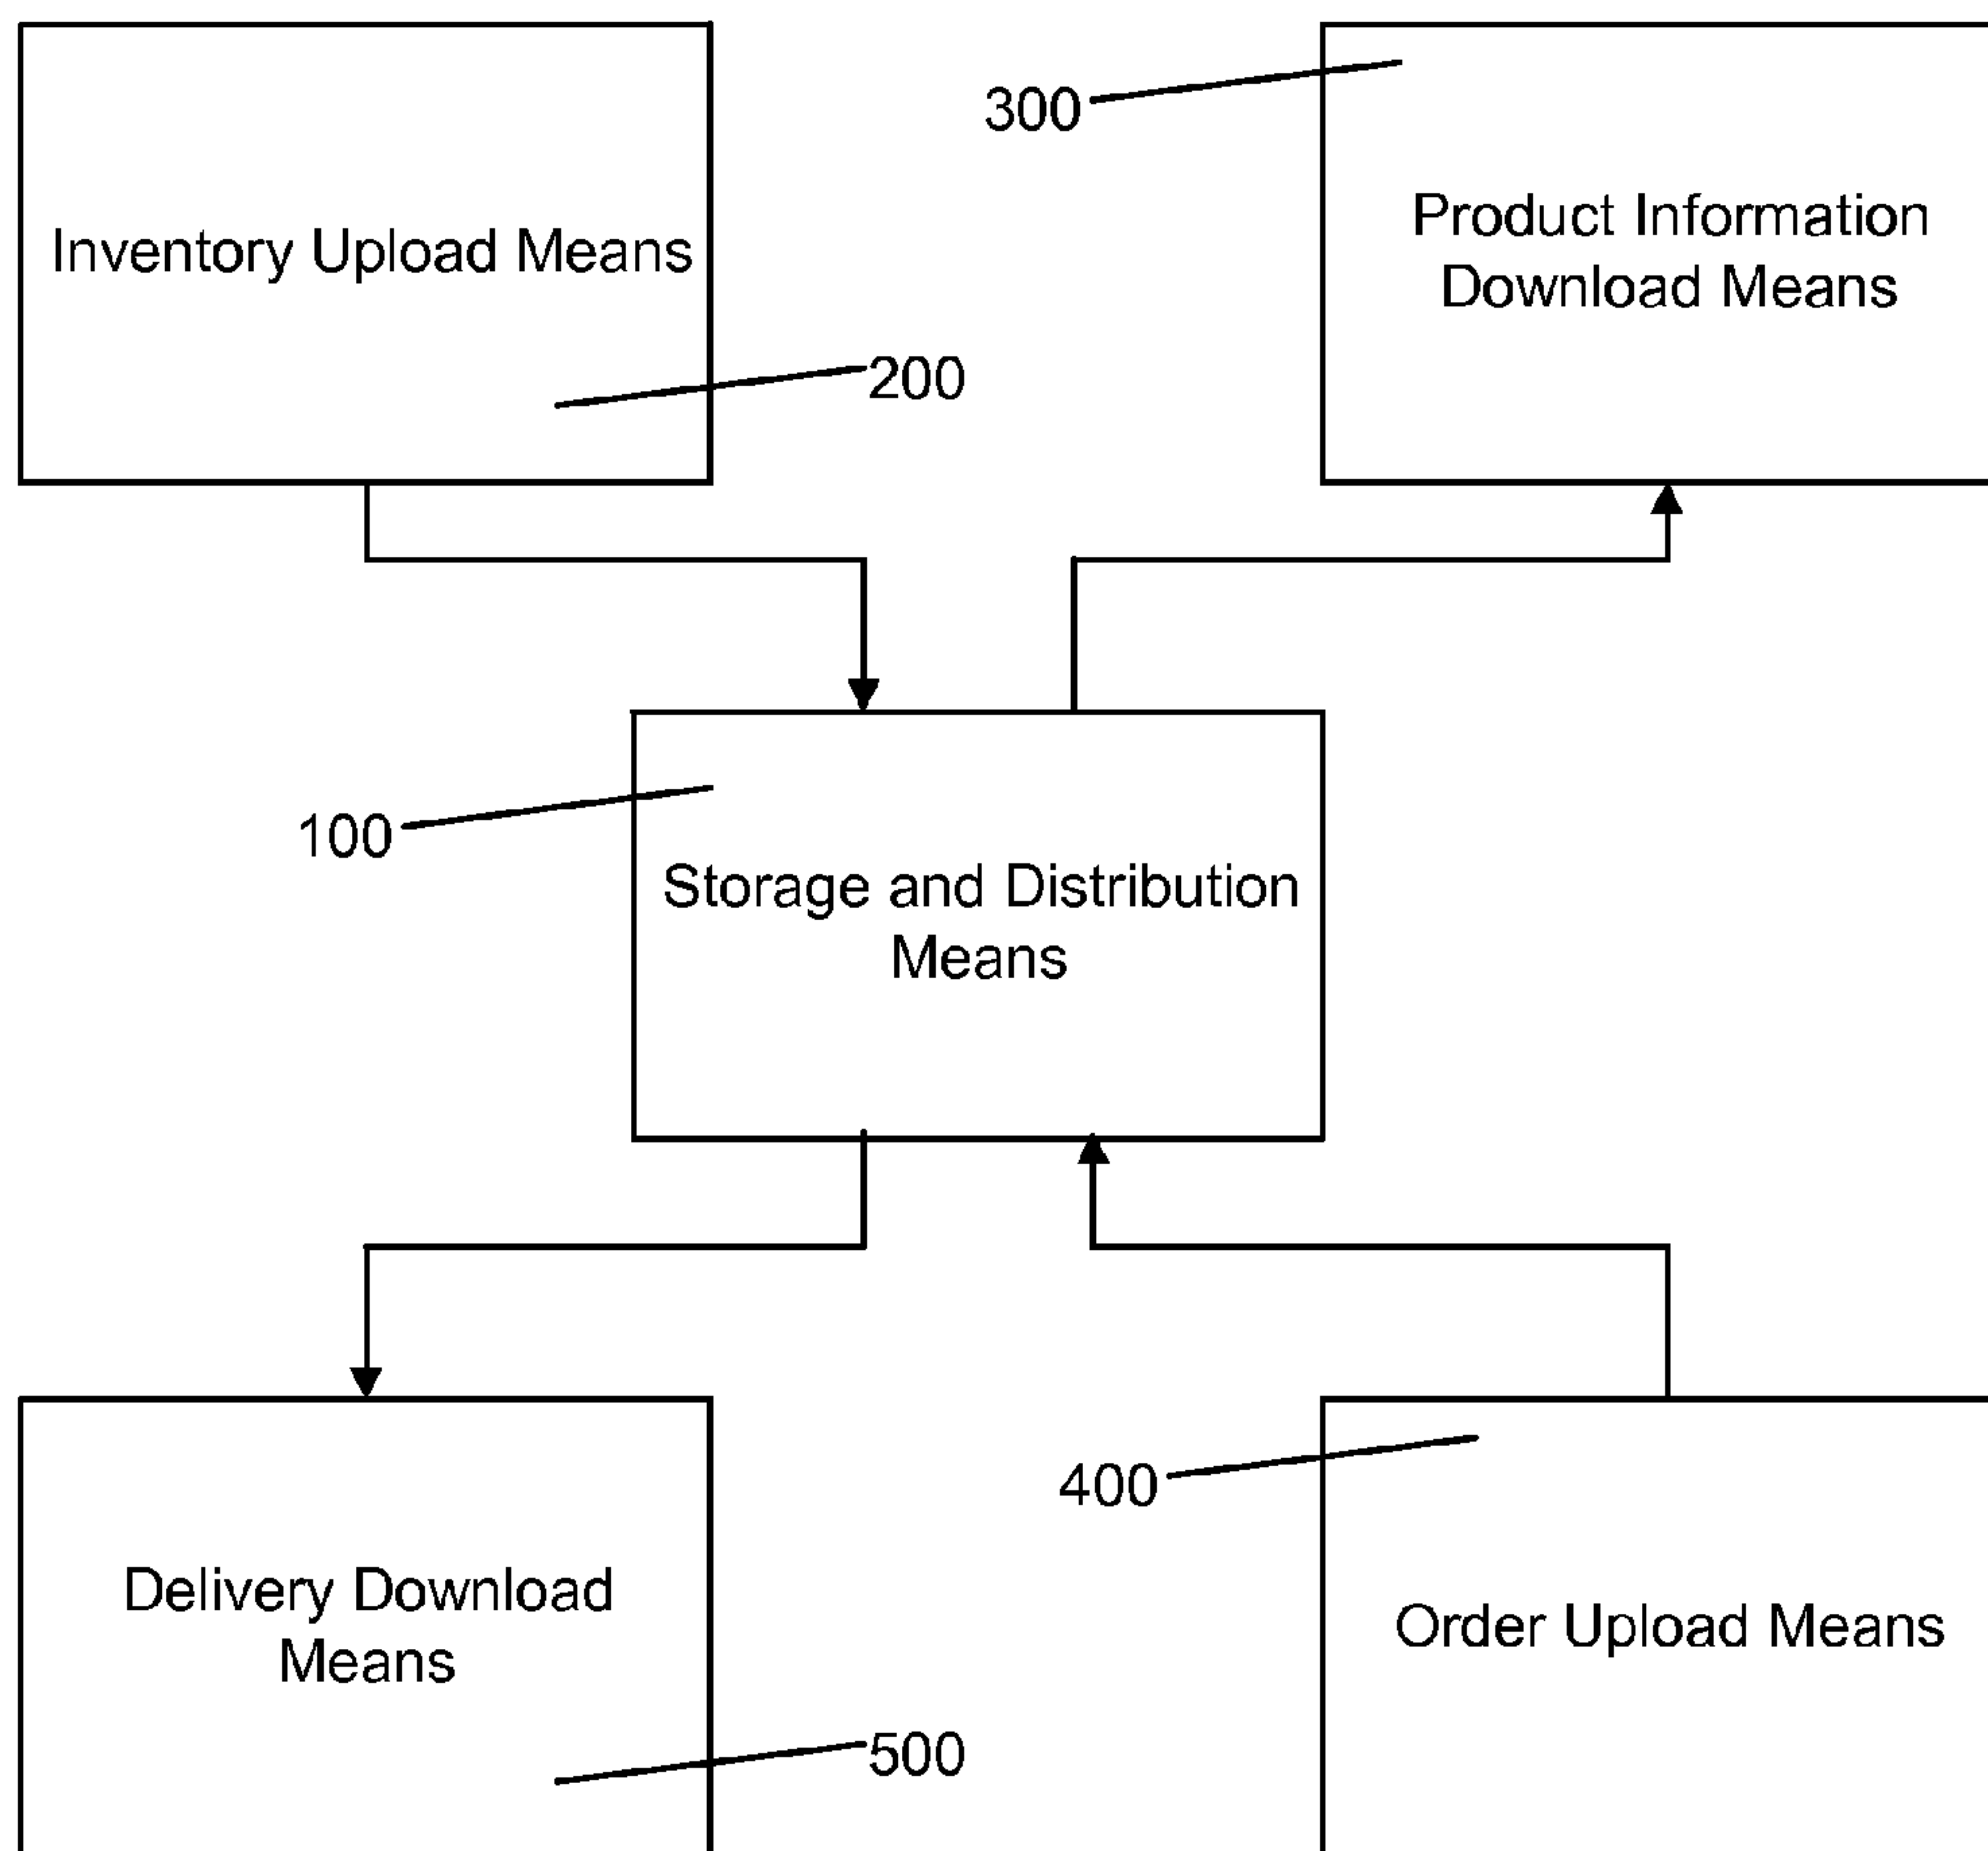 300
Inventory Upload Means
Product Information
Download Means
200
100
Storage and Distribution
Means
400
Delivery Download
Means
Order Upload Means
500